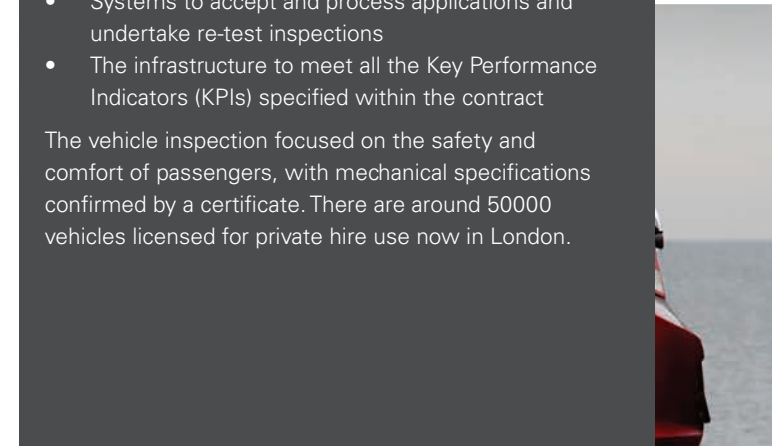 • Systems to accept and process applications and
undertake re-test inspections
• The infrastructure to meet all the Key Performance
Indicators (KPIs) specified within the contract
The vehicle inspection focused on the safety and
comfort of passengers, with mechanical specifications
confirmed by a certificate. There are around 50000
vehicles licensed for private hire use now in London.